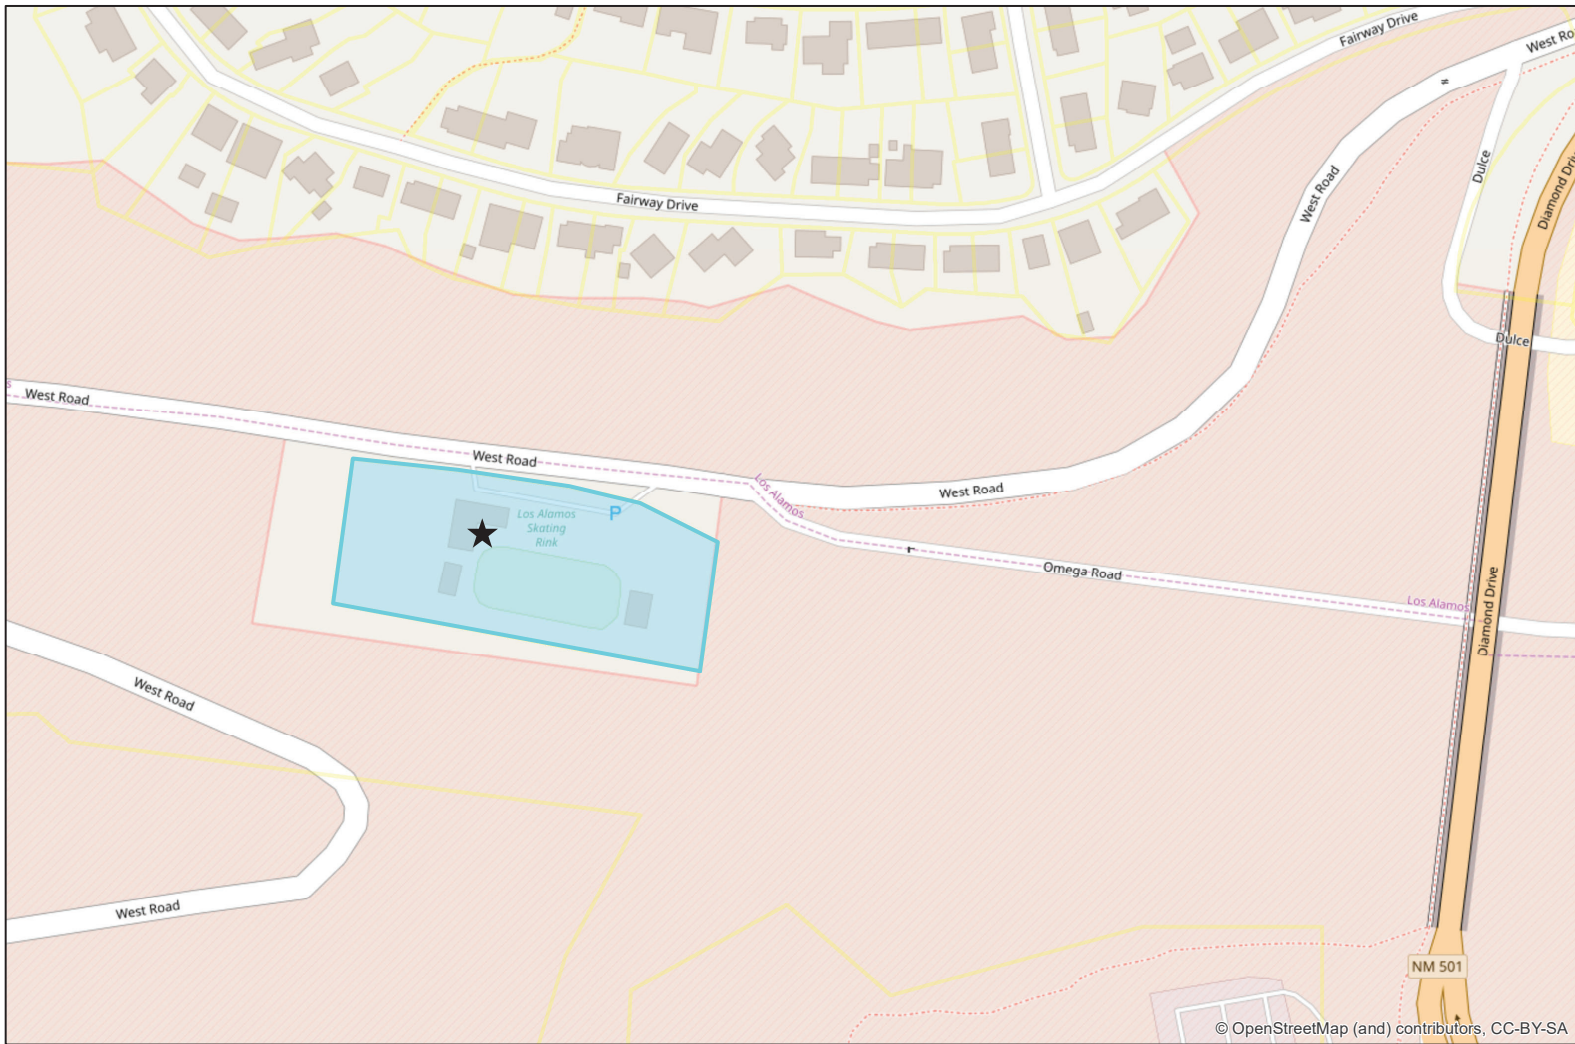 Fairway Drive
West Ro
Dulce
Diamond Driv
West Road
Fairway Drive
Dulce
West Road
West Road
Los Alamos
West Road
Los Alamos
Skating
Rink
P
Omega Road
Los Alamos
Diamond Drive
West Road
West Road
NM 501
© OpenStreetMap (and) contributors, CC-BY-SA